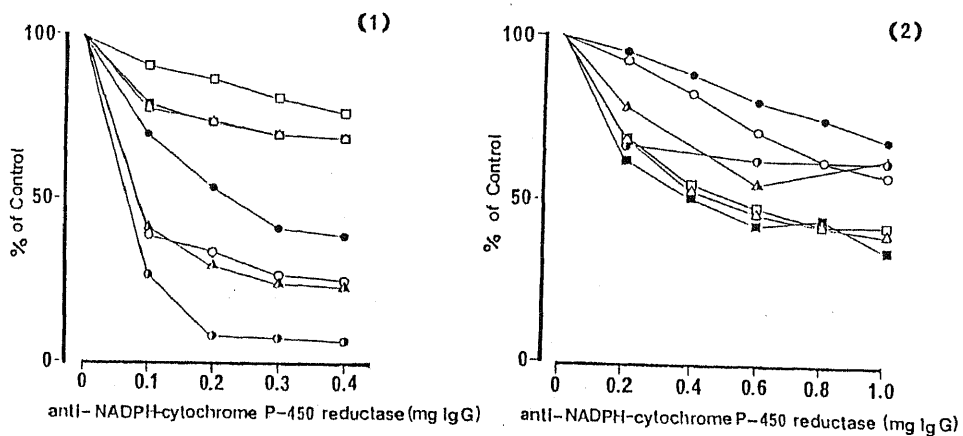 (1)
100-
50
0-
% of Control
0 0.1 0.2 0.3 0.4
anti-NADPH-cytochrome P-450 reductase (mg IgG)
(2)
100-
50
0-
% of Control
0 0.2 0.4 0.6 0.8 1.0
anti-NADPH-cytochrome P-450 reductase (mg IgG)